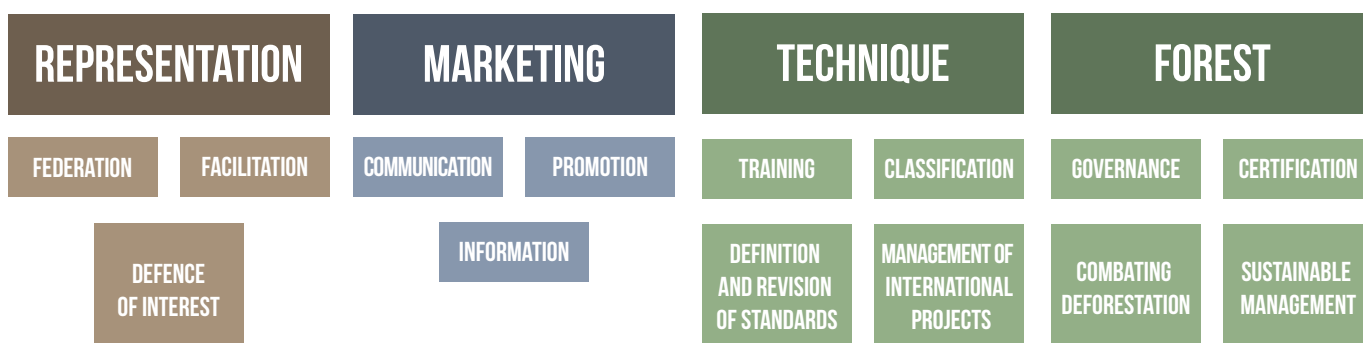 REPRESENTATION
FEDERATION
FACILITATION
DEFENCE
OF INTEREST
MARKETING
COMMUNICATION
PROMOTION
INFORMATION
TECHNIQUE
TRAINING
CLASSIFICATION
DEFINITION
AND REVISION
OF STANDARDS
MANAGEMENT OF
INTERNATIONAL
PROJECTS
FOREST
GOVERNANCE
CERTIFICATION
COMBATING
DEFORESTATION
SUSTAINABLE
MANAGEMENT